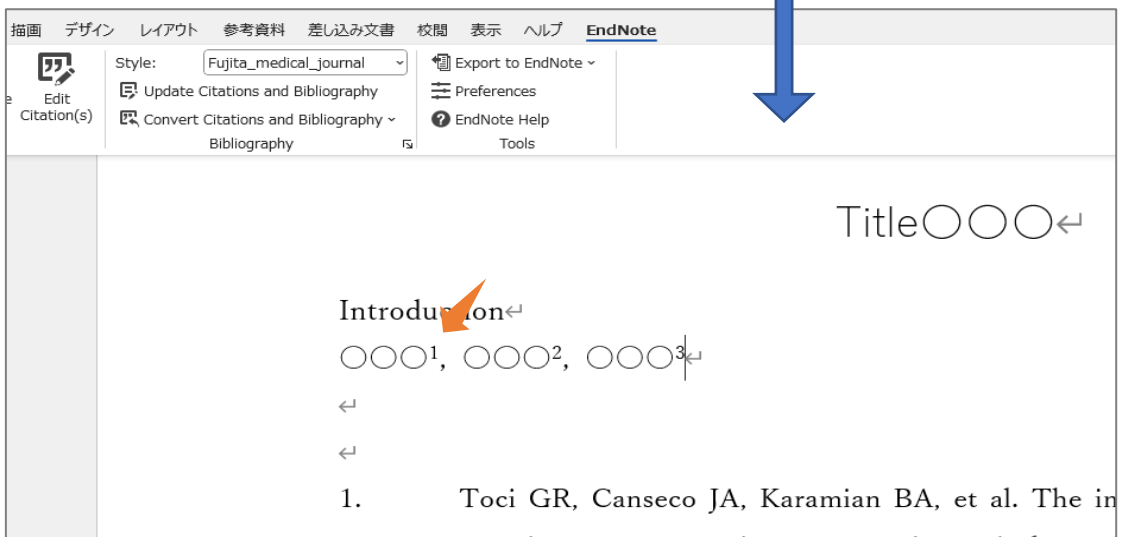 描画 デザイン レイアウト 参考資料 差し込み文書 校閲 表示 ヘルプ EndNote
Style: Fujita_medical_journal Export to EndNote
Edit Citation(s) Update Citations and Bibliography Preferences
Convert Citations and Bibliography EndNote Help
Bibliography Tools
Title〇〇〇↵
Introduction↵
〇〇〇¹, 〇〇〇², 〇〇〇³↵
↵
↵
1. Toci GR, Canseco JA, Karamian BA, et al. The in